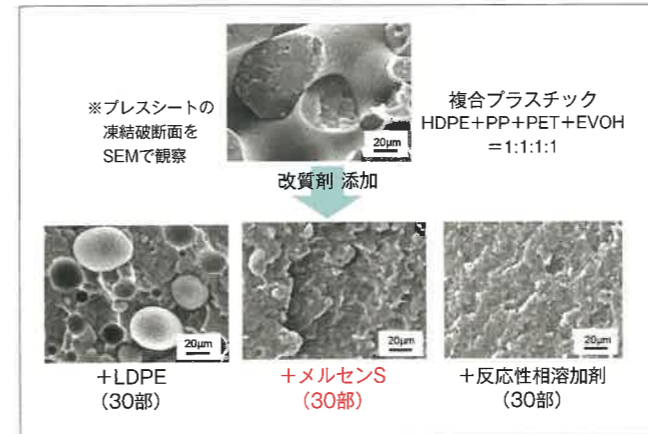 ※プレスシートの
凍結破断面を
SEMで観察
20μm
複合プラスチック
HDPE+PP+PET+EVOH
=1:1:1:1
改質剤 添加
20μm
20μm
20μm
+LDPE
(30部)
+メルセンS
(30部)
+反応性相溶加剤
(30部)